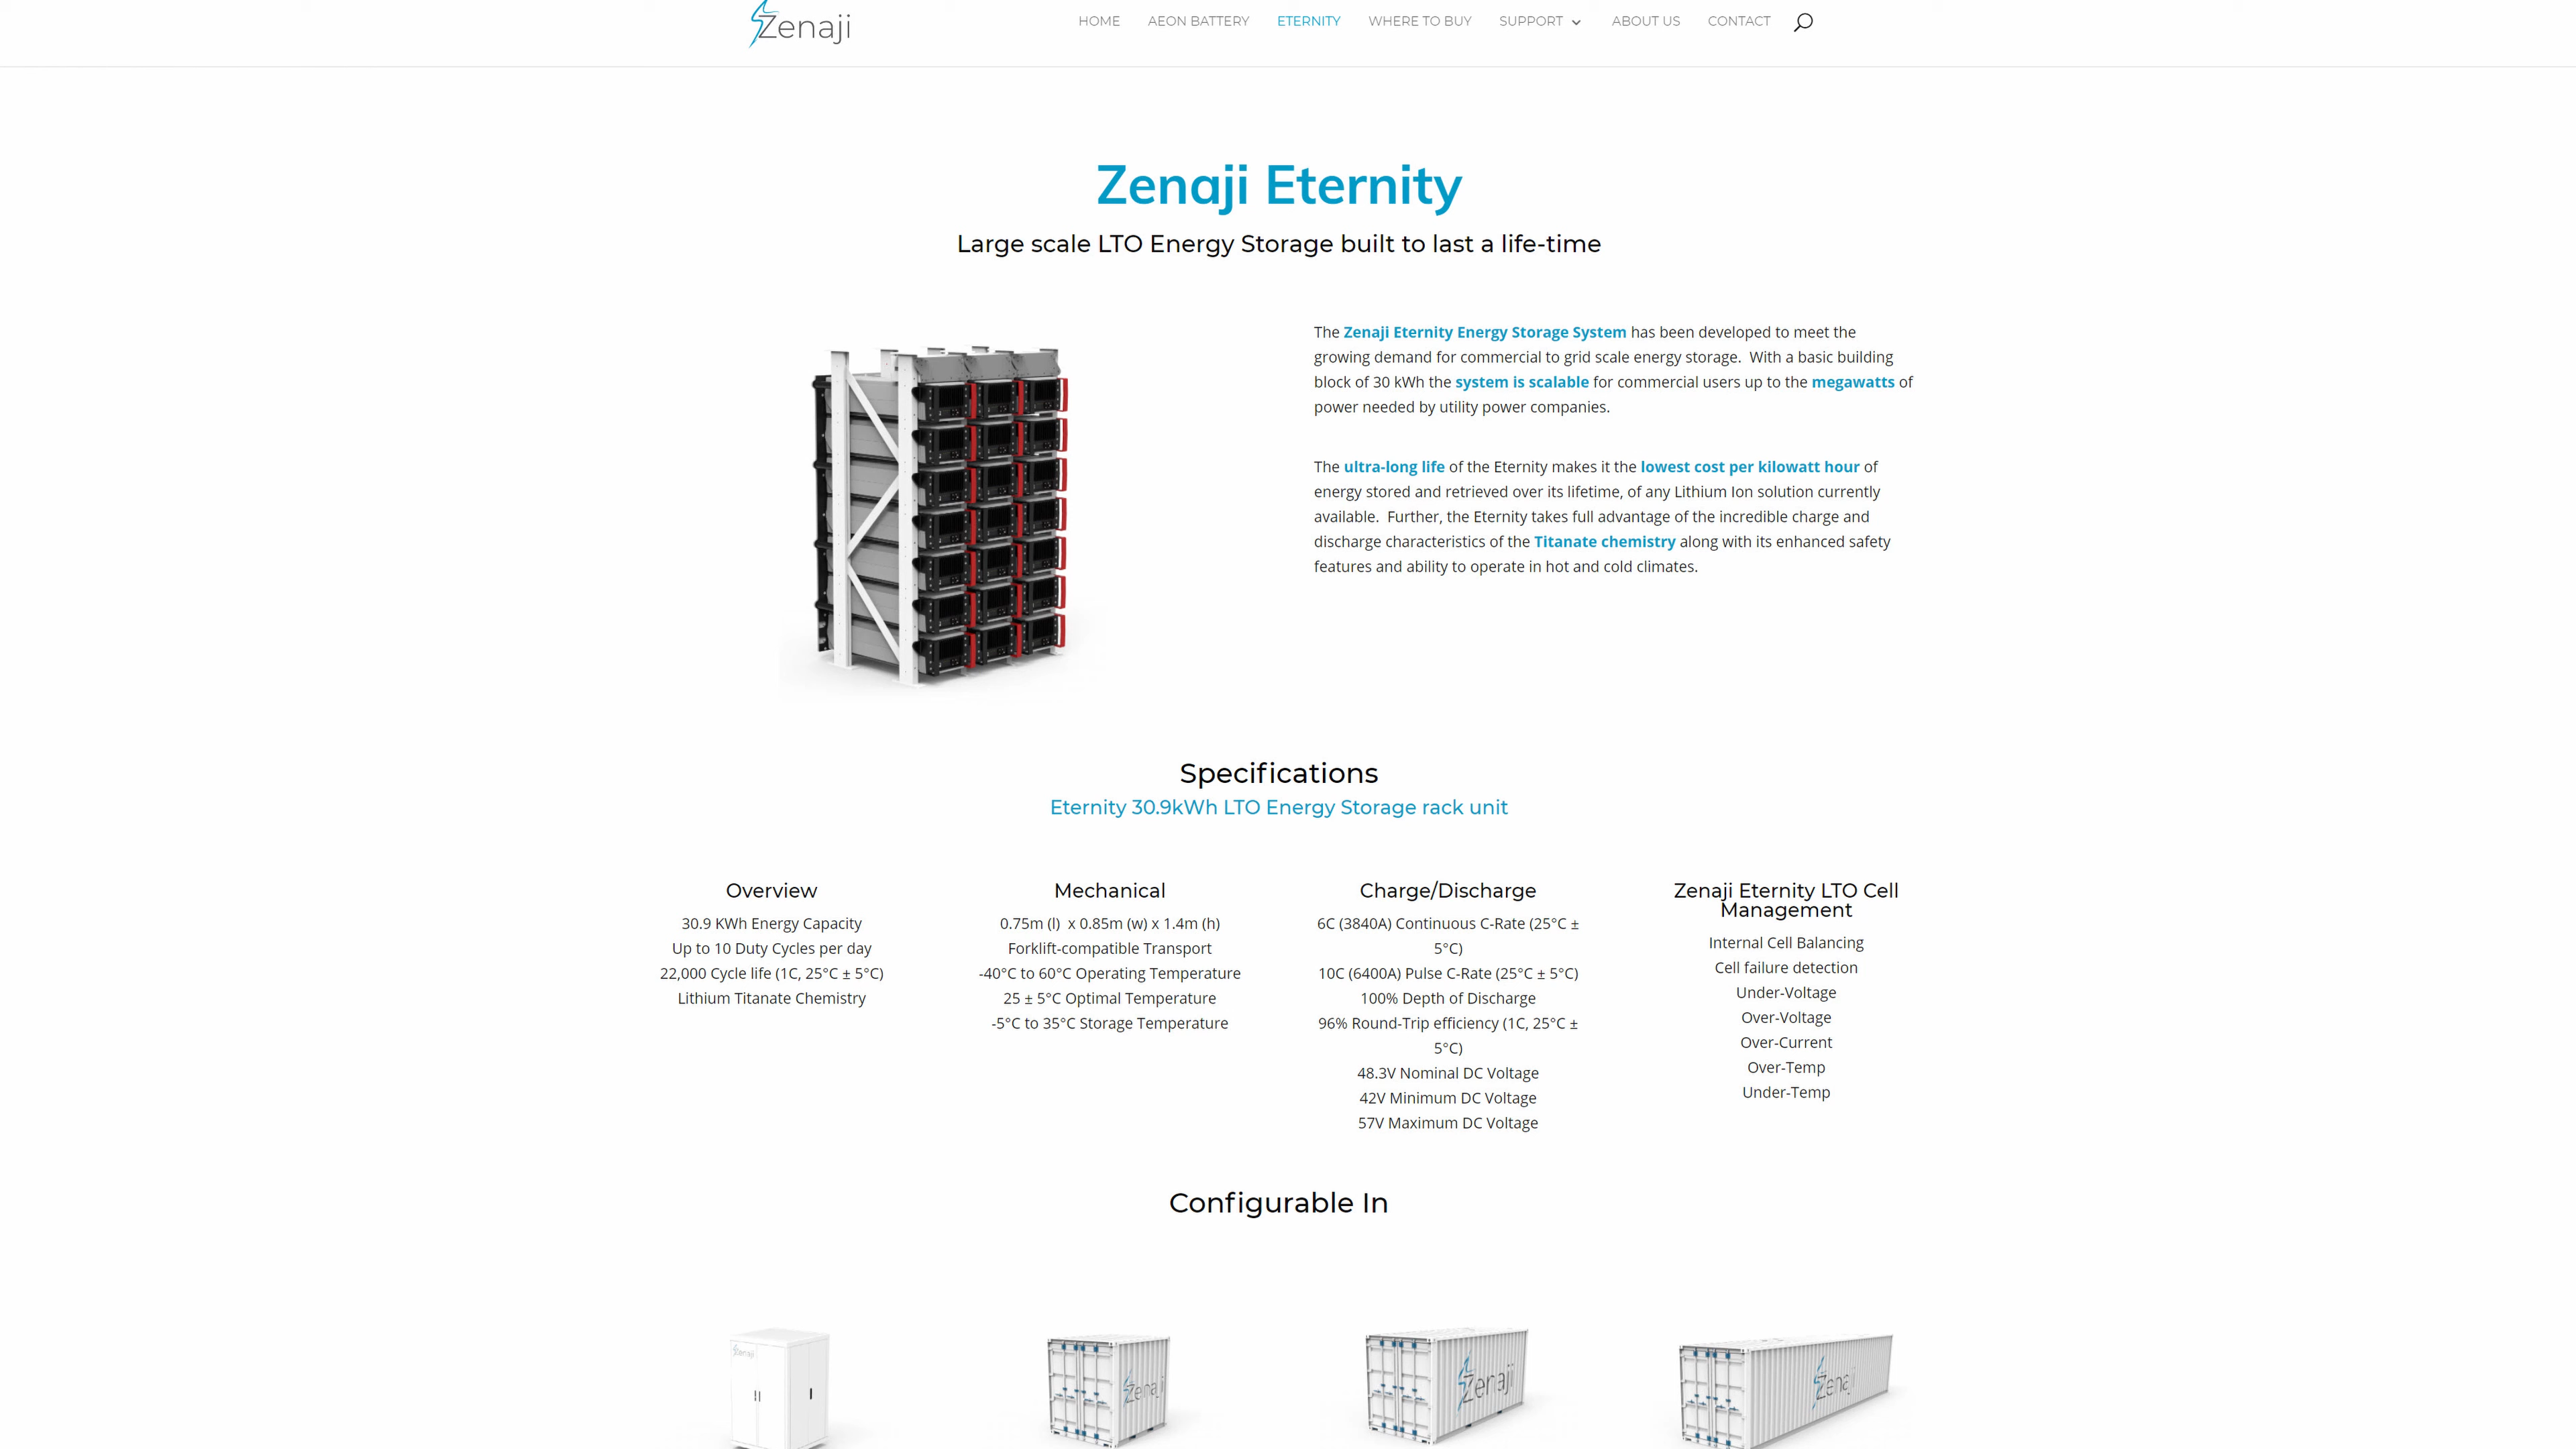 Zenaji
HOME
AEON BATTERY
ETERNITY
WHERE TO BUY
SUPPORT
ABOUT US
CONTACT
Zenaji Eternity
Large scale LTO Energy Storage built to last a life-time
The Zenaji Eternity Energy Storage System has been developed to meet the
growing demand for commercial to grid scale energy storage.  With a basic building
block of 30 kWh the system is scalable for commercial users up to the megawatts of
power needed by utility power companies.
The ultra-long life of the Eternity makes it the lowest cost per kilowatt hour of
energy stored and retrieved over its lifetime, of any Lithium Ion solution currently
available.  Further, the Eternity takes full advantage of the incredible charge and
discharge characteristics of the Titanate chemistry along with its enhanced safety
features and ability to operate in hot and cold climates.
Specifications
Eternity 30.9kWh LTO Energy Storage rack unit
Overview
30.9 KWh Energy Capacity
Up to 10 Duty Cycles per day
22,000 Cycle life (1C, 25°C ± 5°C)
Lithium Titanate Chemistry
Mechanical
0.75m (l)  x 0.85m (w) x 1.4m (h)
Forklift-compatible Transport
-40°C to 60°C Operating Temperature
25 ± 5°C Optimal Temperature
-5°C to 35°C Storage Temperature
Charge/Discharge
6C (3840A) Continuous C-Rate (25°C ±
5°C)
10C (6400A) Pulse C-Rate (25°C ± 5°C)
100% Depth of Discharge
96% Round-Trip efficiency (1C, 25°C ±
5°C)
48.3V Nominal DC Voltage
42V Minimum DC Voltage
57V Maximum DC Voltage
Zenaji Eternity LTO Cell
Management
Internal Cell Balancing
Cell failure detection
Under-Voltage
Over-Voltage
Over-Current
Over-Temp
Under-Temp
Configurable In
Zenaji
Zenaji
Zenaji
Zenaji